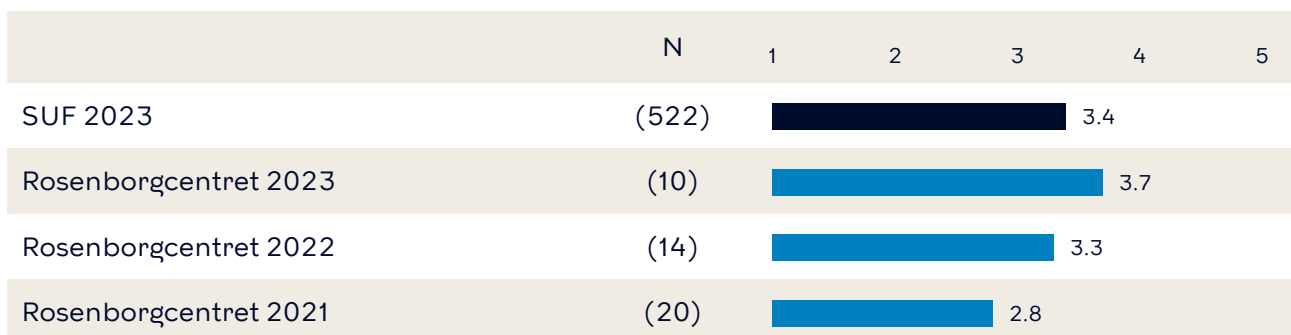 N 1 2 3 4 5
SUF 2023 (522) 3.4
Rosenborgcentret 2023 (10) 3.7
Rosenborgcentret 2022 (14) 3.3
Rosenborgcentret 2021 (20) 2.8